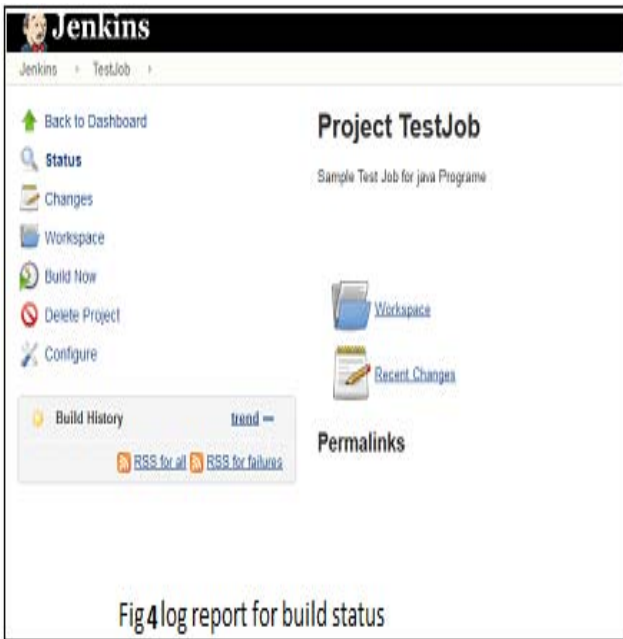 Jenkins
Jenkins › TestJob ›
Back to Dashboard
Status
Changes
Workspace
Build Now
Delete Project
Configure
Build History trend —
RSS for all RSS for failures
Project TestJob
Sample Test Job for java Programe
Workspace
Recent Changes
Permalinks
Fig4 log report for build status